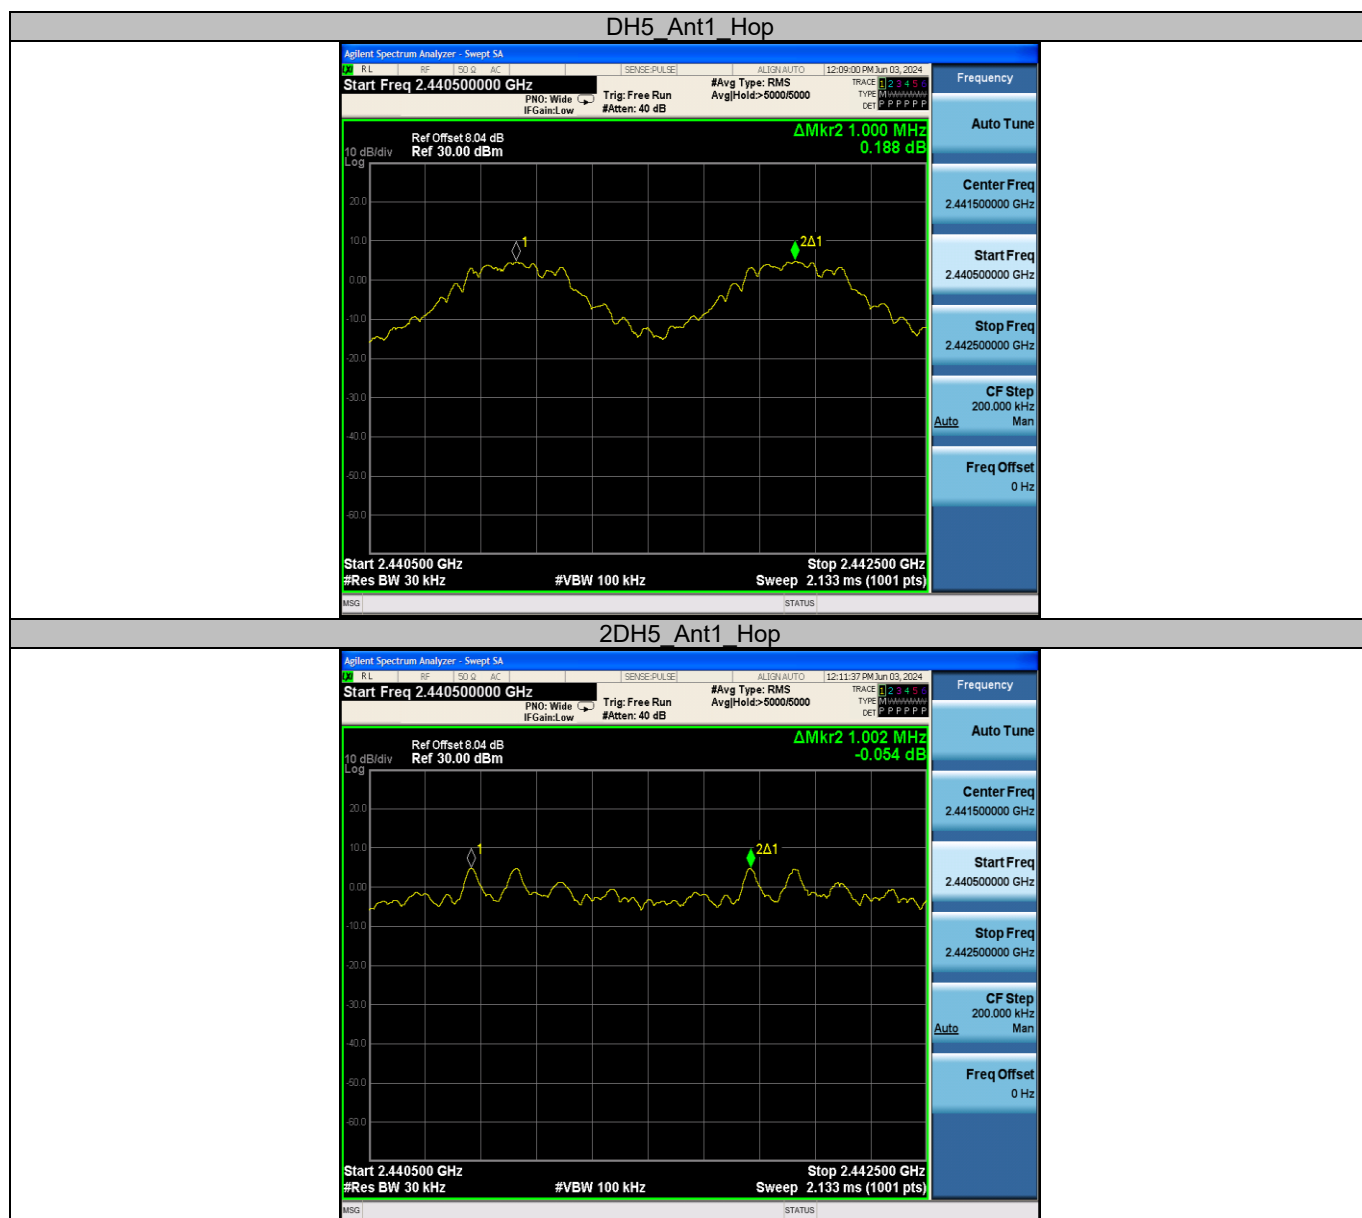 DH5_Ant1_Hop
Agilent Spectrum Analyzer - Swept SA
RL RF 50 Ω AC SENSE:PULSE ALIGN AUTO 12:09:00 PM Jun 03, 2024
Start Freq 2.440500000 GHz
PNO: Wide
IFGain:Low
Trig: Free Run
#Atten: 40 dB
#Avg Type: RMS
Avg|Hold:>5000/5000
TRACE 1 2 3 4 5 6
TYPE M
DET P P P P P P
Frequency
Auto Tune
Center Freq
2.441500000 GHz
Start Freq
2.440500000 GHz
Stop Freq
2.442500000 GHz
CF Step
200.000 kHz
Auto Man
Freq Offset
0 Hz
ΔMkr2 1.000 MHz
0.188 dB
Ref Offset 8.04 dB
10 dB/div Ref 30.00 dBm
Log
20.0
10.0
0.00
-10.0
-20.0
-30.0
-40.0
-50.0
-60.0
1
2Δ1
Start 2.440500 GHz Stop 2.442500 GHz
#Res BW 30 kHz #VBW 100 kHz Sweep 2.133 ms (1001 pts)
MSG STATUS
2DH5_Ant1_Hop
Agilent Spectrum Analyzer - Swept SA
RL RF 50 Ω AC SENSE:PULSE ALIGN AUTO 12:11:37 PM Jun 03, 2024
Start Freq 2.440500000 GHz
PNO: Wide
IFGain:Low
Trig: Free Run
#Atten: 40 dB
#Avg Type: RMS
Avg|Hold:>5000/5000
TRACE 1 2 3 4 5 6
TYPE M
DET P P P P P P
Frequency
Auto Tune
Center Freq
2.441500000 GHz
Start Freq
2.440500000 GHz
Stop Freq
2.442500000 GHz
CF Step
200.000 kHz
Auto Man
Freq Offset
0 Hz
ΔMkr2 1.002 MHz
-0.054 dB
Ref Offset 8.04 dB
10 dB/div Ref 30.00 dBm
Log
20.0
10.0
0.00
-10.0
-20.0
-30.0
-40.0
-50.0
-60.0
1
2Δ1
Start 2.440500 GHz Stop 2.442500 GHz
#Res BW 30 kHz #VBW 100 kHz Sweep 2.133 ms (1001 pts)
MSG STATUS